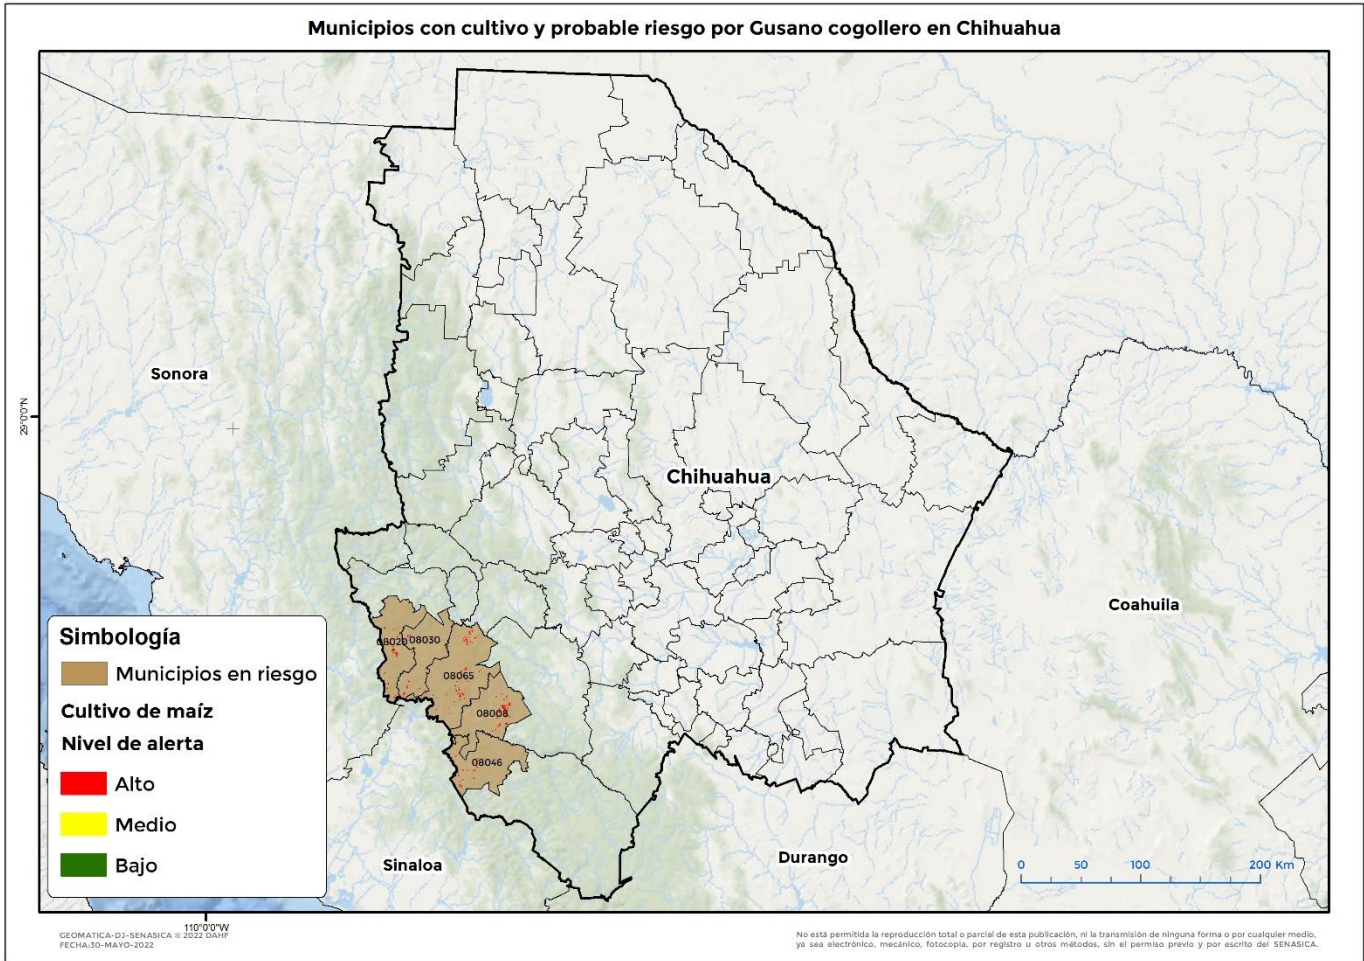 Municipios con cultivo y probable riesgo por Gusano cogollero en Chihuahua
Sonora
29°0'0"N
Chihuahua
Coahuila
Simbología
Municipios en riesgo
Cultivo de maíz
Nivel de alerta
Alto
Medio
Bajo
08020
08030
08065
08008
08046
Sinaloa
Durango
0 50 100 200 Km
110°0'0"W
GEOMATICA-DJ-SENASICA © 2022 DAHF
FECHA:30-MAYO-2022
No está permitida la reproducción total o parcial de esta publicación, ni la transmisión de ninguna forma o por cualquier medio,
ya sea electrónico, mecánico, fotocopia, por registro u otros métodos, sin el permiso previo y por escrito del SENASICA.